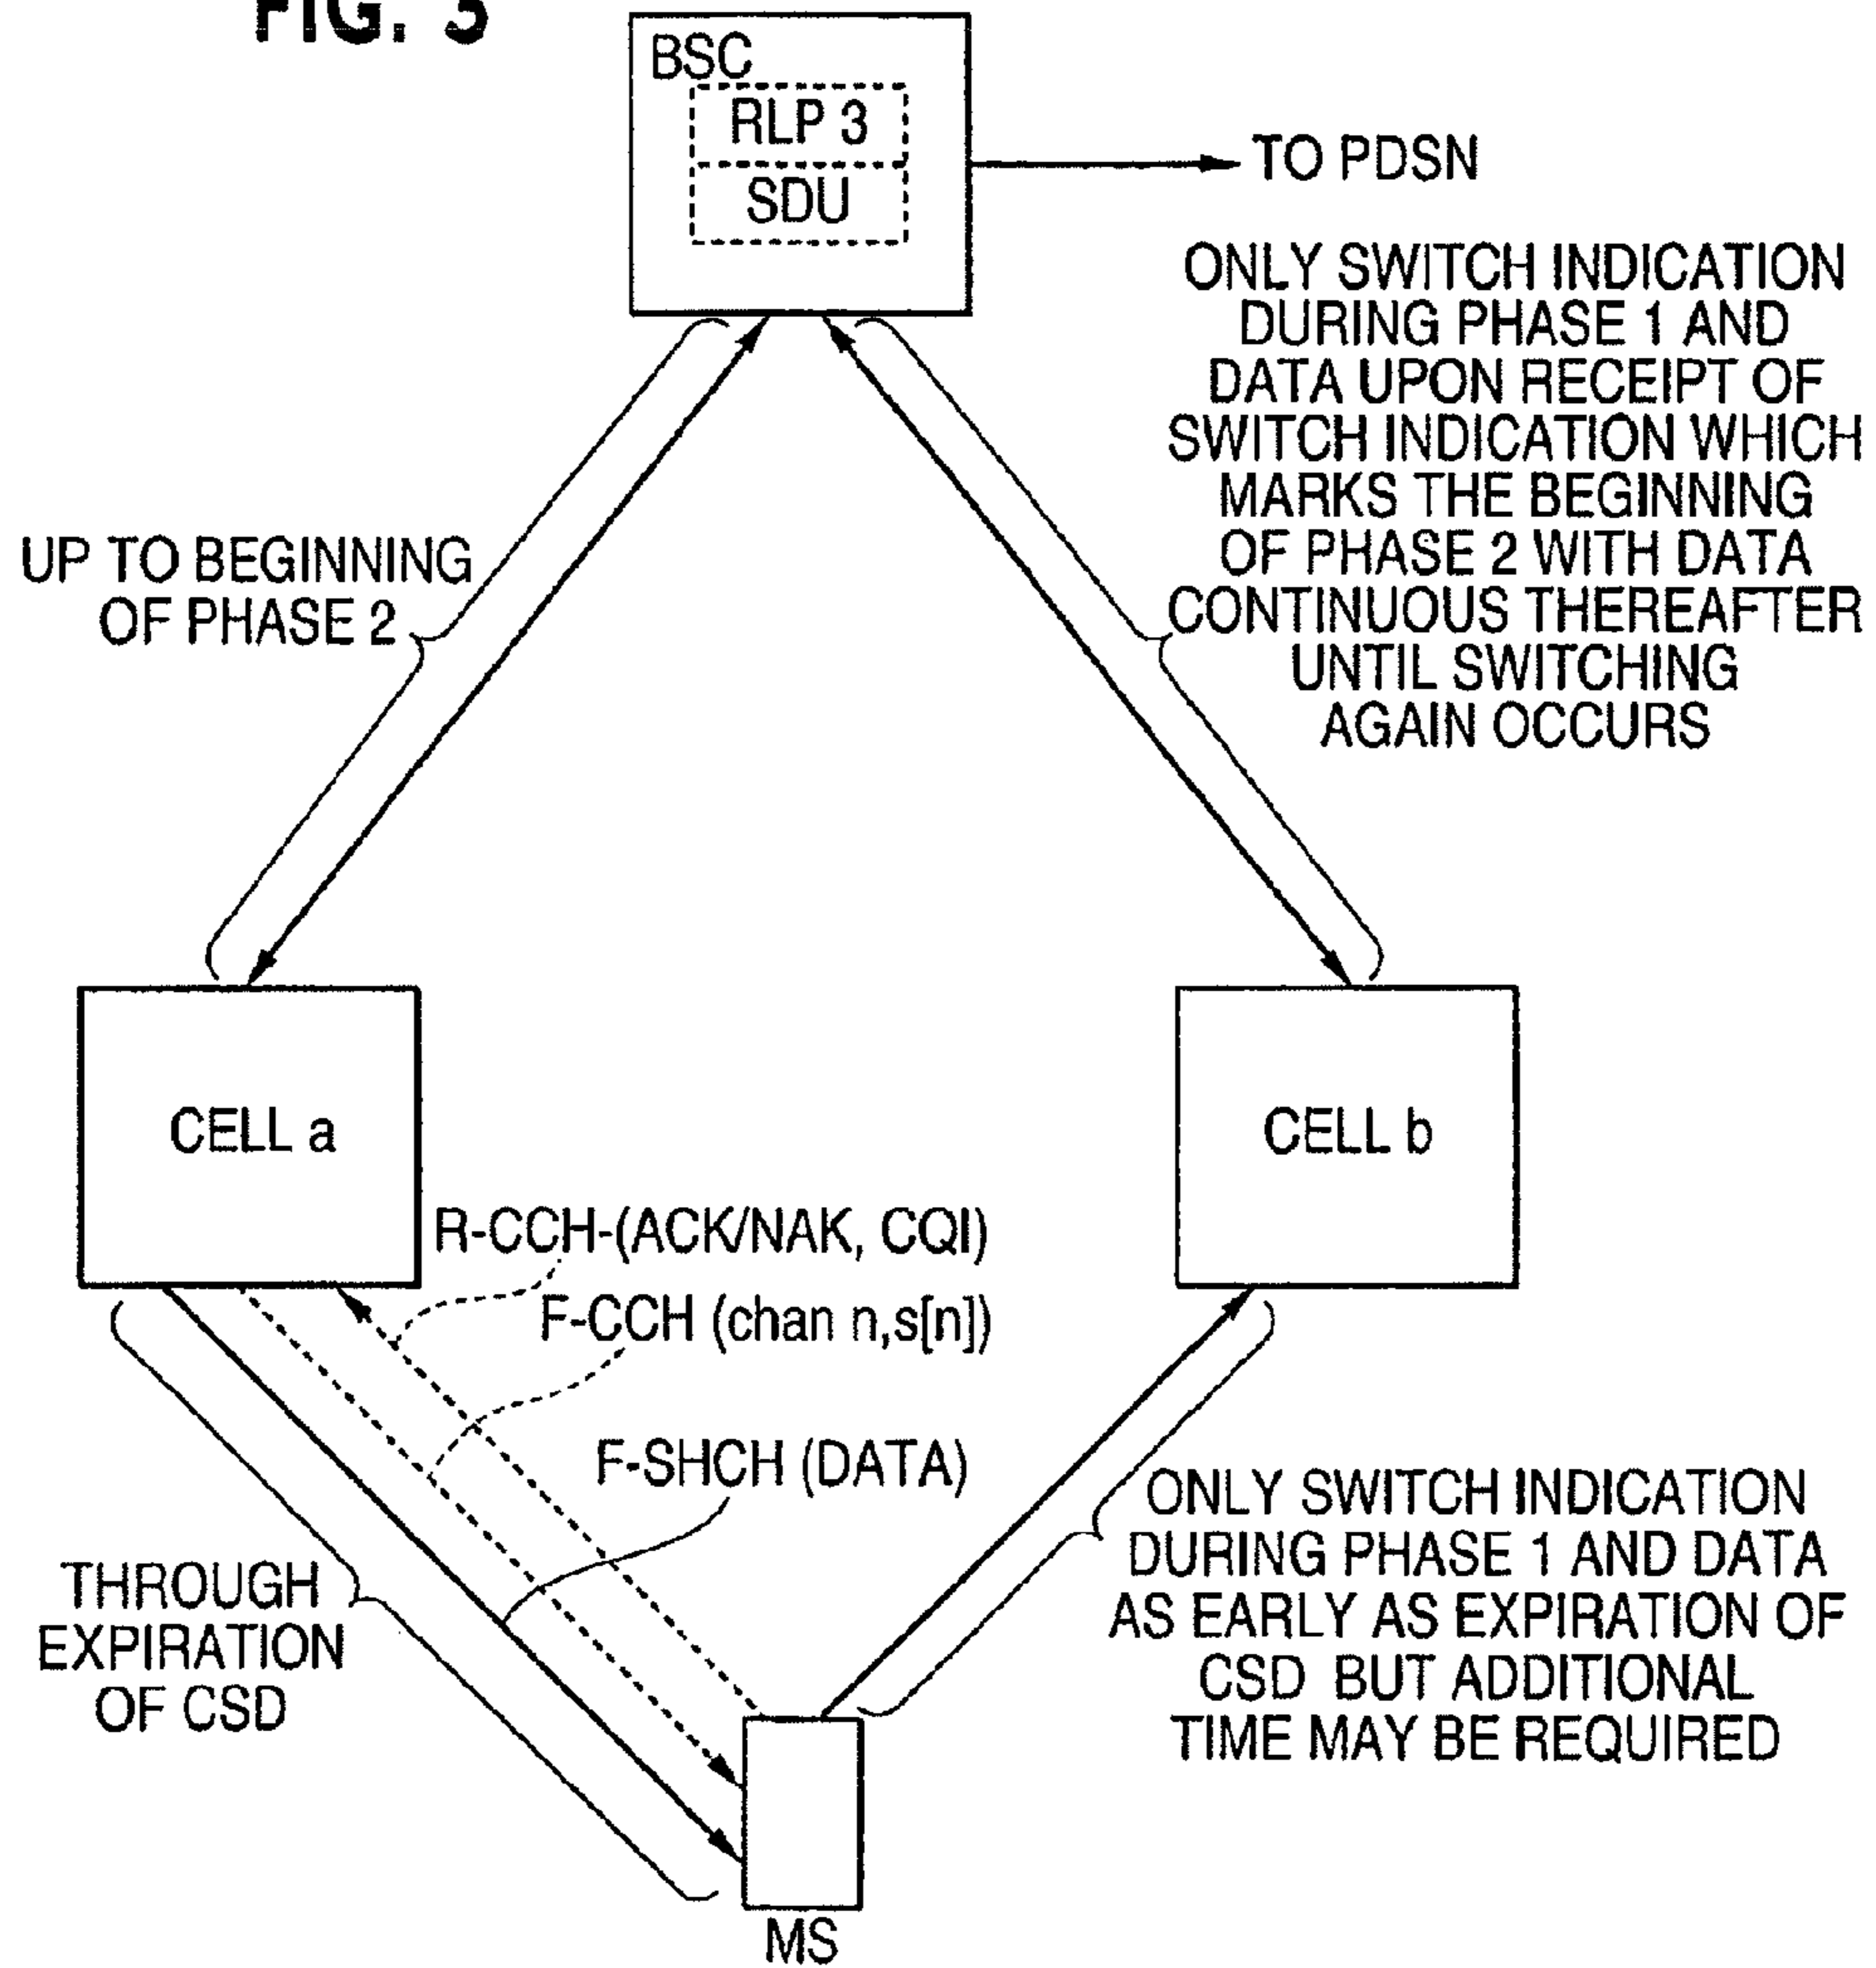 FIG. 3
BSC
RLP 3
SDU
TO PDSN
ONLY SWITCH INDICATION
DURING PHASE 1 AND
DATA UPON RECEIPT OF
SWITCH INDICATION WHICH
MARKS THE BEGINNING
OF PHASE 2 WITH DATA
CONTINUOUS THEREAFTER
UNTIL SWITCHING
AGAIN OCCURS
UP TO BEGINNING
OF PHASE 2
CELL a
CELL b
R-CCH-(ACK/NAK, CQI)
F-CCH (chan n,s[n])
F-SHCH (DATA)
THROUGH
EXPIRATION
OF CSD
ONLY SWITCH INDICATION
DURING PHASE 1 AND DATA
AS EARLY AS EXPIRATION OF
CSD BUT ADDITIONAL
TIME MAY BE REQUIRED
MS